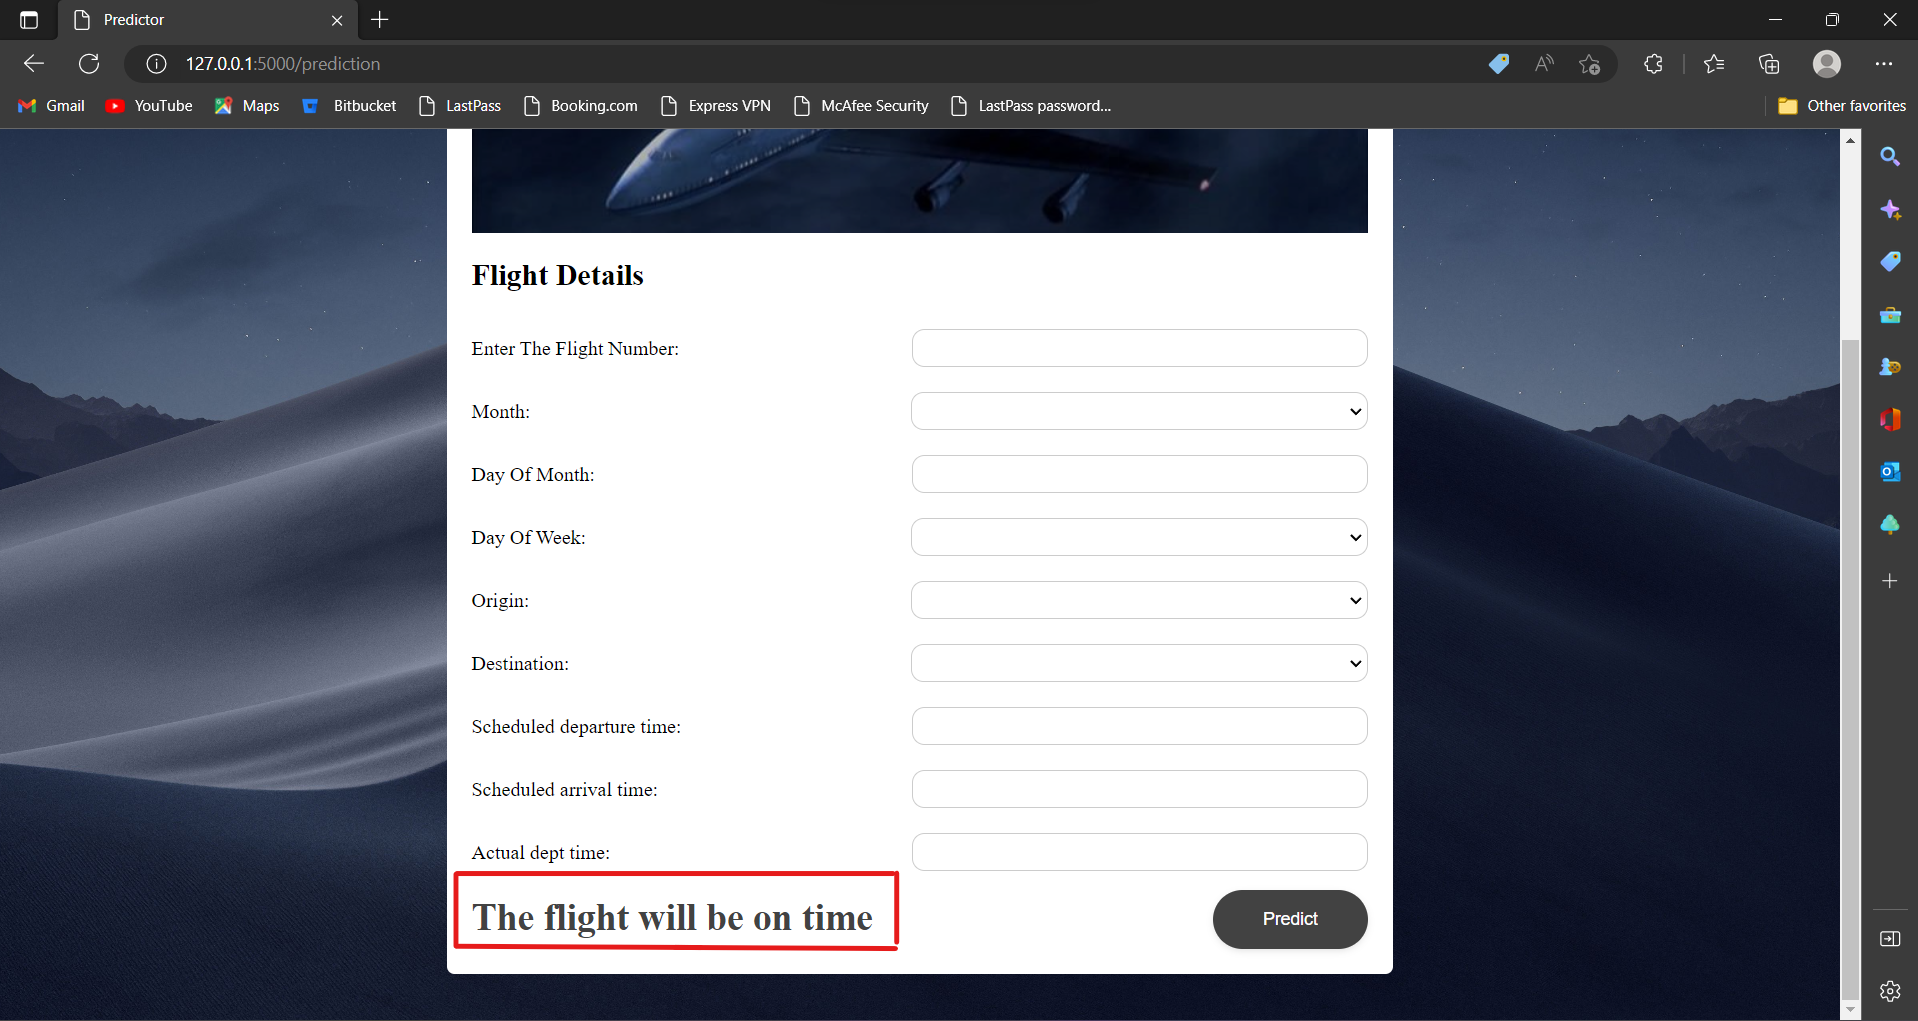 Predictor
127.0.0.1:5000/prediction
Gmail YouTube Maps Bitbucket LastPass Booking.com Express VPN McAfee Security LastPass password... Other favorites
Flight Details
Enter The Flight Number:
Month:
Day Of Month:
Day Of Week:
Origin:
Destination:
Scheduled departure time:
Scheduled arrival time:
Actual dept time:
The flight will be on time Predict